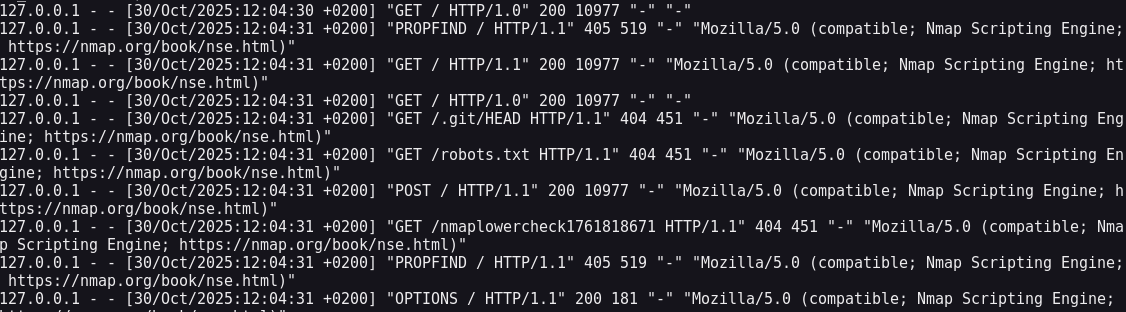 127.0.0.1 - - [30/Oct/2025:12:04:30 +0200] "GET / HTTP/1.0" 200 10977 "-" "-"
127.0.0.1 - - [30/Oct/2025:12:04:31 +0200] "PROPFIND / HTTP/1.1" 405 519 "-" "Mozilla/5.0 (compatible; Nmap Scripting Engine;
 https://nmap.org/book/nse.html)"
127.0.0.1 - - [30/Oct/2025:12:04:31 +0200] "GET / HTTP/1.1" 200 10977 "-" "Mozilla/5.0 (compatible; Nmap Scripting Engine; ht
tps://nmap.org/book/nse.html)"
127.0.0.1 - - [30/Oct/2025:12:04:31 +0200] "GET / HTTP/1.0" 200 10977 "-" "-"
127.0.0.1 - - [30/Oct/2025:12:04:31 +0200] "GET /.git/HEAD HTTP/1.1" 404 451 "-" "Mozilla/5.0 (compatible; Nmap Scripting Eng
ine; https://nmap.org/book/nse.html)"
127.0.0.1 - - [30/Oct/2025:12:04:31 +0200] "GET /robots.txt HTTP/1.1" 404 451 "-" "Mozilla/5.0 (compatible; Nmap Scripting En
gine; https://nmap.org/book/nse.html)"
127.0.0.1 - - [30/Oct/2025:12:04:31 +0200] "POST / HTTP/1.1" 200 10977 "-" "Mozilla/5.0 (compatible; Nmap Scripting Engine; h
ttps://nmap.org/book/nse.html)"
127.0.0.1 - - [30/Oct/2025:12:04:31 +0200] "GET /nmaplowercheck1761818671 HTTP/1.1" 404 451 "-" "Mozilla/5.0 (compatible; Nma
p Scripting Engine; https://nmap.org/book/nse.html)"
127.0.0.1 - - [30/Oct/2025:12:04:31 +0200] "PROPFIND / HTTP/1.1" 405 519 "-" "Mozilla/5.0 (compatible; Nmap Scripting Engine;
 https://nmap.org/book/nse.html)"
127.0.0.1 - - [30/Oct/2025:12:04:31 +0200] "OPTIONS / HTTP/1.1" 200 181 "-" "Mozilla/5.0 (compatible; Nmap Scripting Engine;